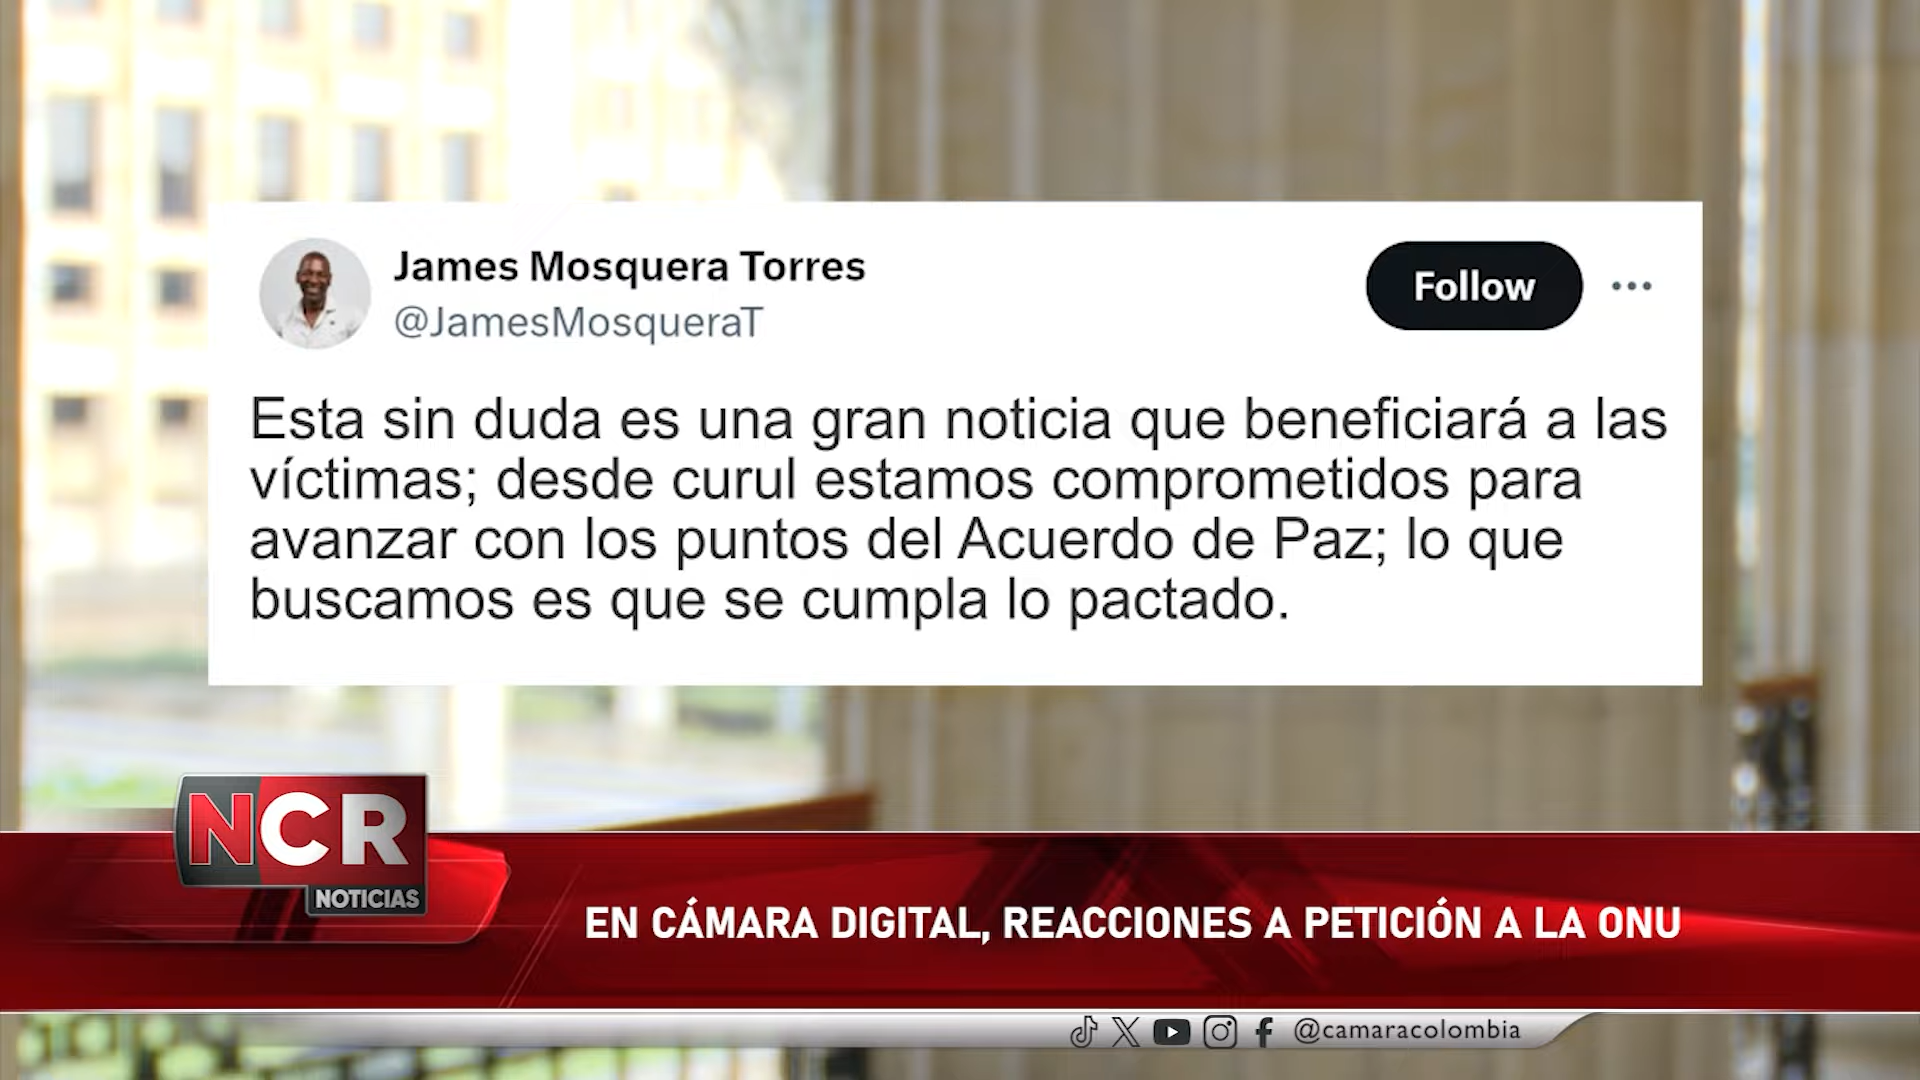 James Mosquera Torres
@JamesMosqueraT
Follow
Esta sin duda es una gran noticia que beneficiará a las
víctimas; desde curul estamos comprometidos para
avanzar con los puntos del Acuerdo de Paz; lo que
buscamos es que se cumpla lo pactado.
NCR
NOTICIAS
EN CÁMARA DIGITAL, REACCIONES A PETICIÓN A LA ONU
@camaracolombia